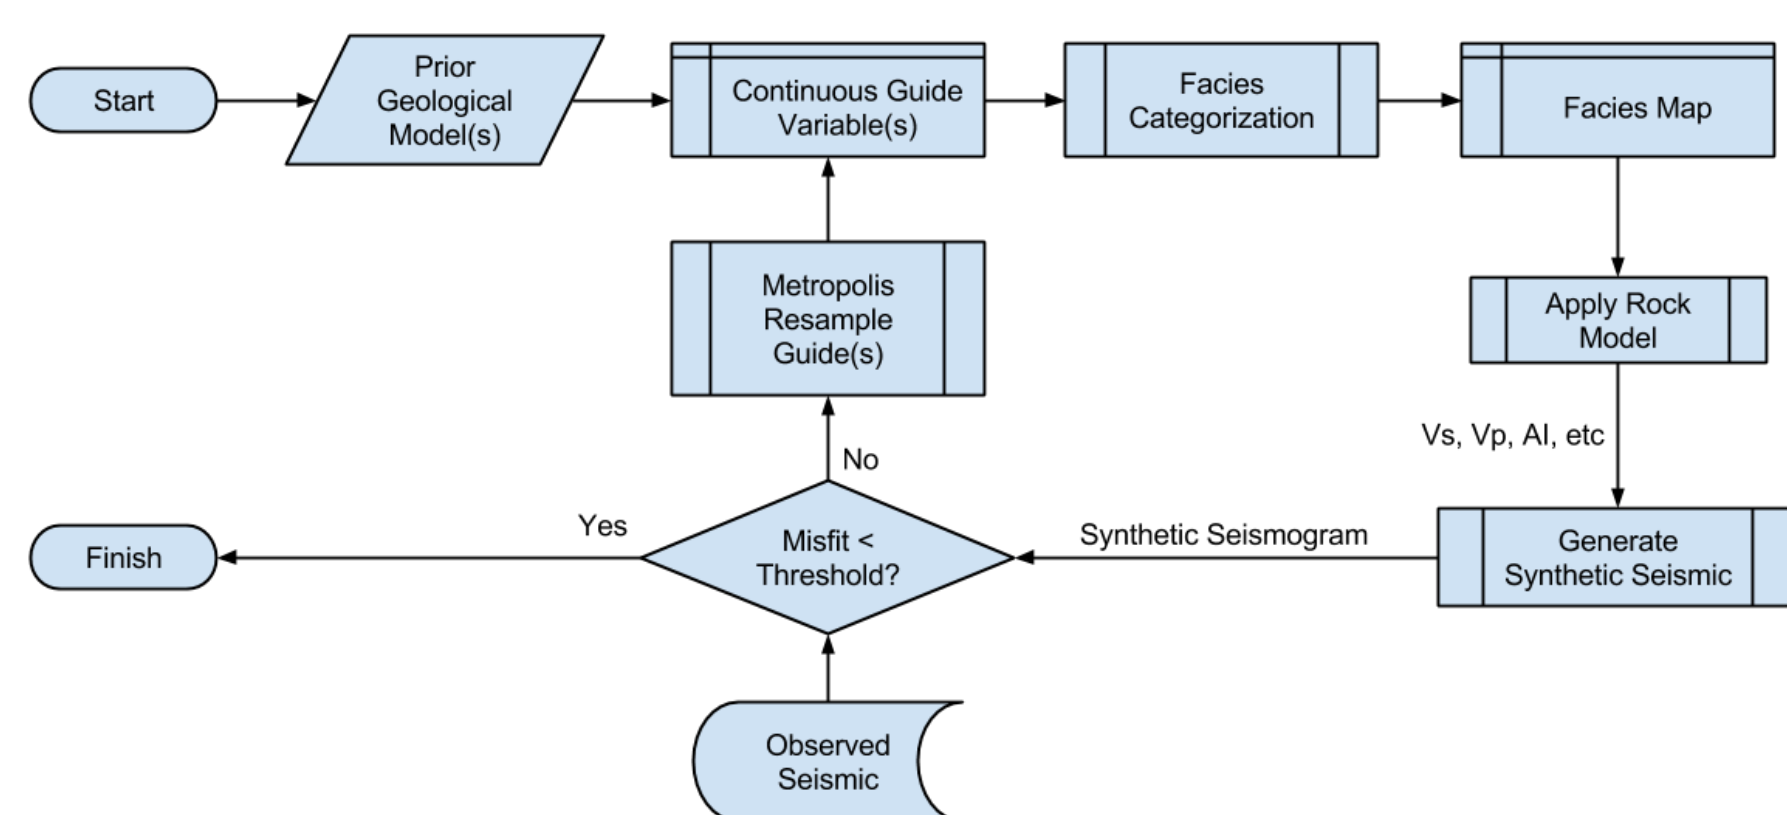 Start
Prior
Geological
Model(s)
Continuous Guide
Variable(s)
Facies
Categorization
Facies Map
Metropolis
Resample
Guide(s)
Apply Rock
Model
Vs, Vp, AI, etc
No
Yes
Finish
Misfit <
Threshold?
Synthetic Seismogram
Generate
Synthetic Seismic
Observed
Seismic